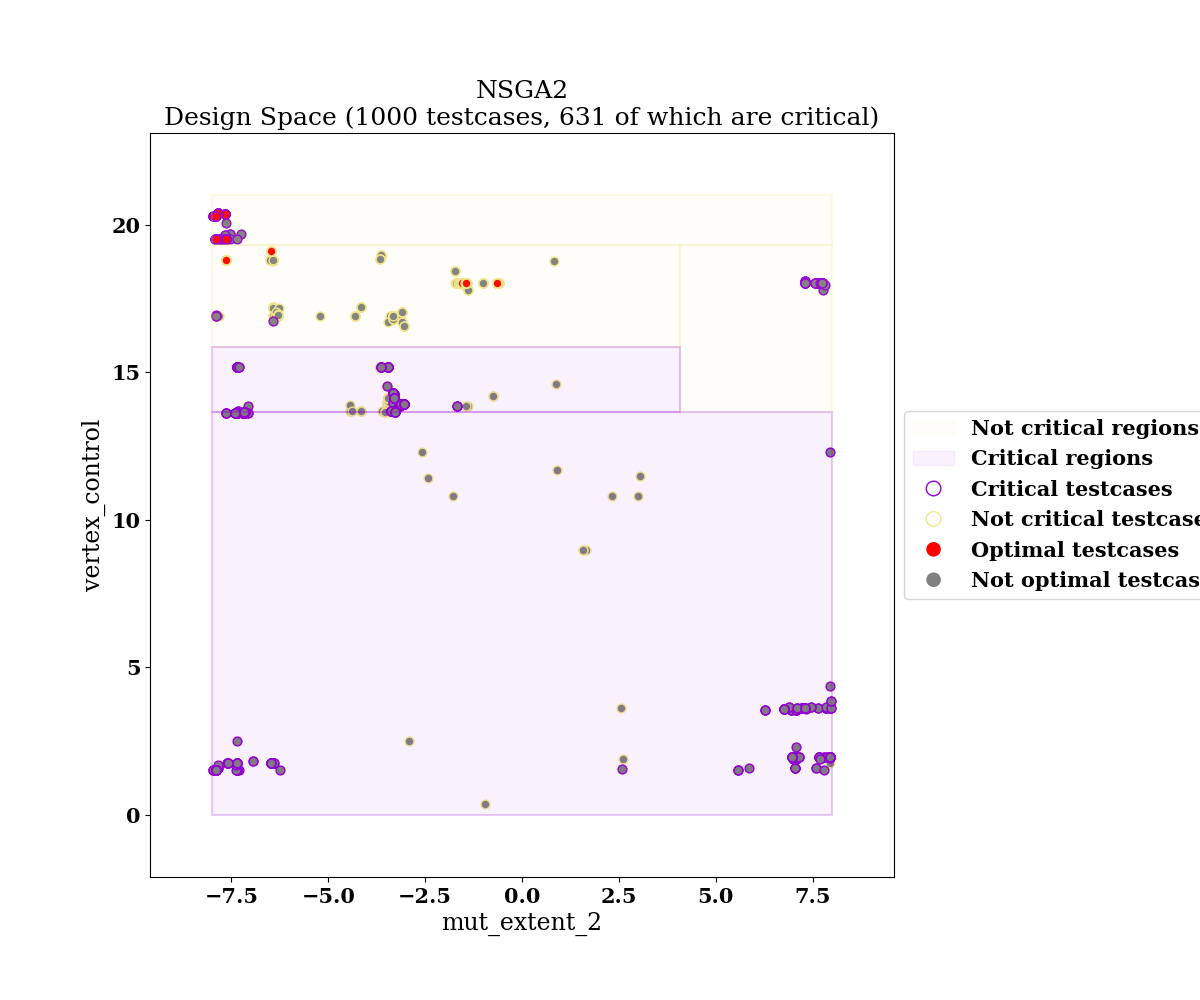 NSGA2
Design Space (1000 testcases, 631 of which are critical)
20
15
10
5
0
vertex_control
−7.5 −5.0 −2.5 0.0 2.5 5.0 7.5
mut_extent_2
Not critical regions
Critical regions
Critical testcases
Not critical testcase
Optimal testcases
Not optimal testcas